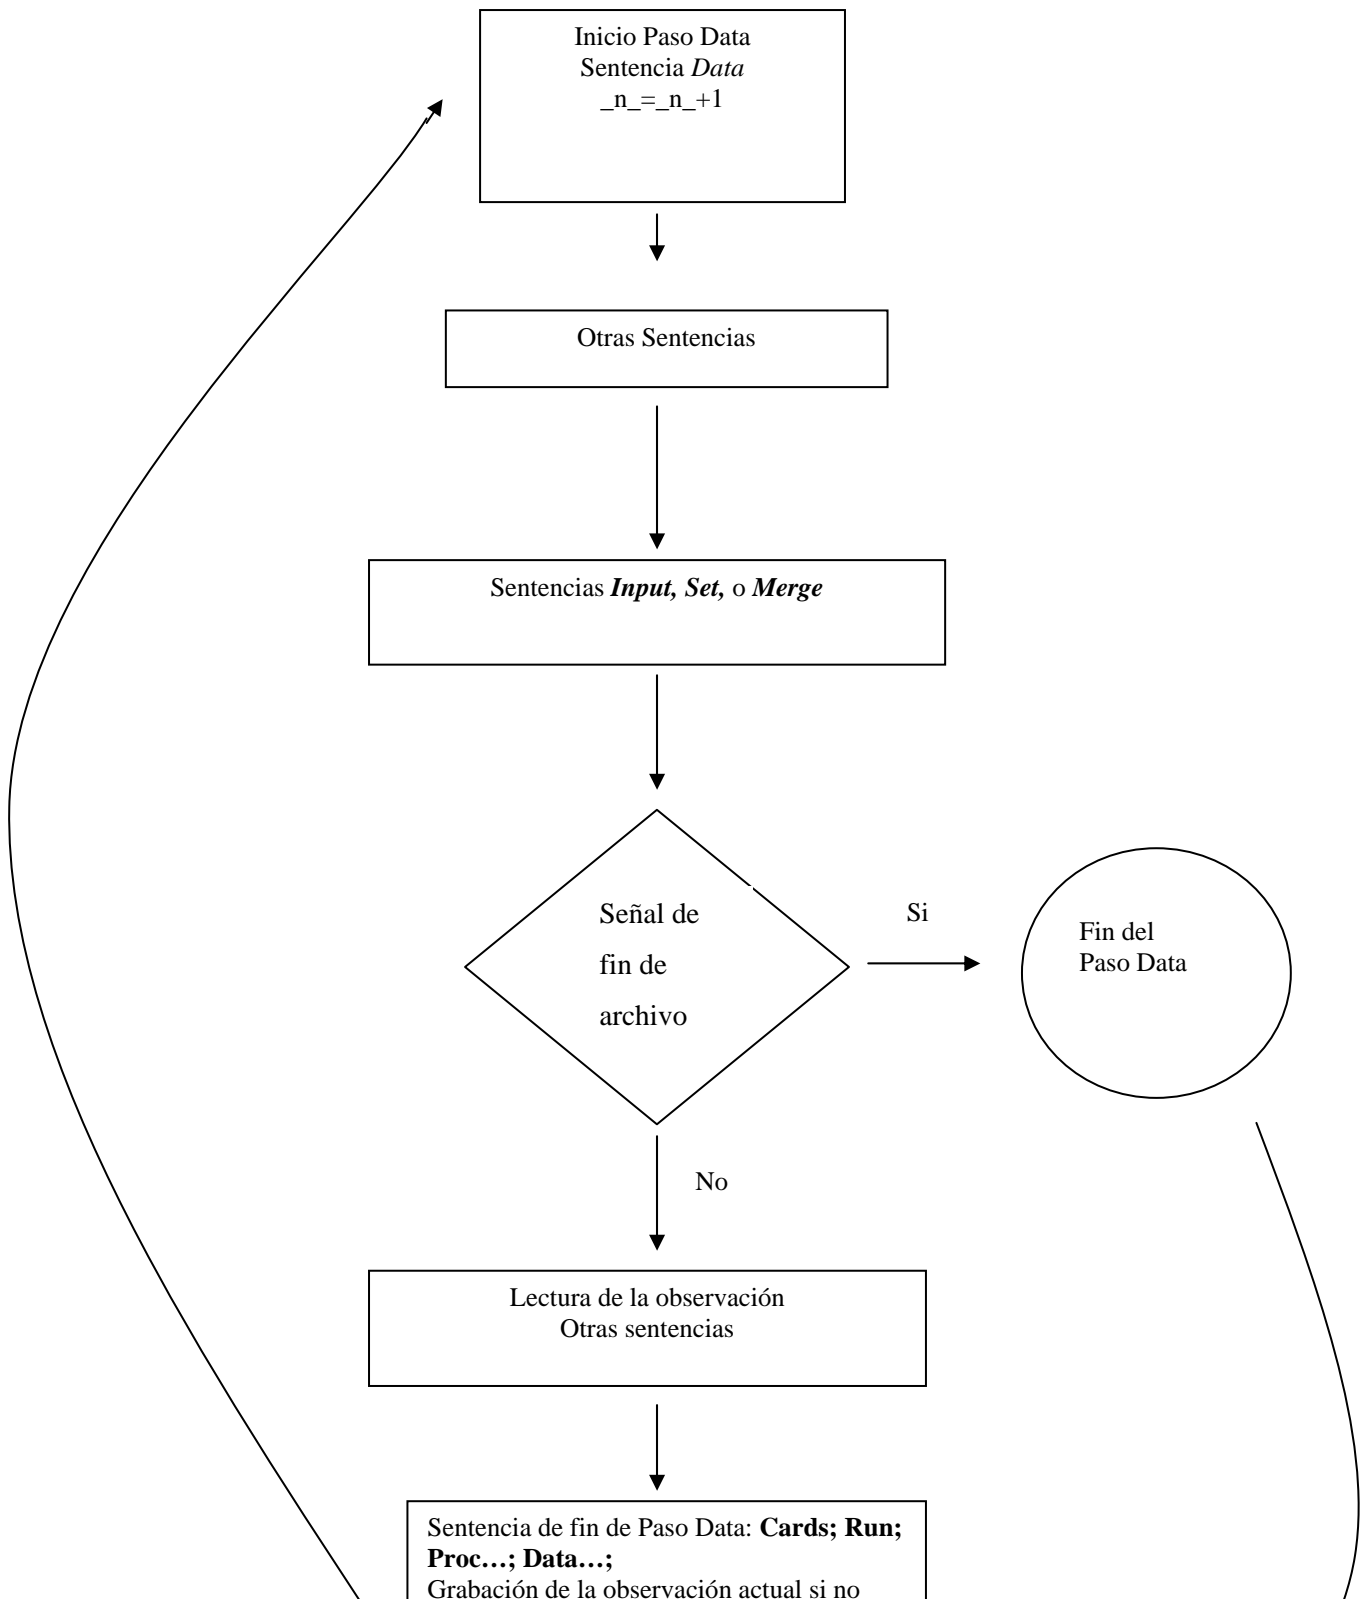 Inicio Paso Data
Sentencia Data
_n_=_n_+1
Otras Sentencias
Sentencias Input, Set, o Merge
Señal de
fin de
archivo
Si
Fin del
Paso Data
No
Lectura de la observación
Otras sentencias
Sentencia de fin de Paso Data: Cards; Run;
Proc…; Data…;
Grabación de la observación actual si no